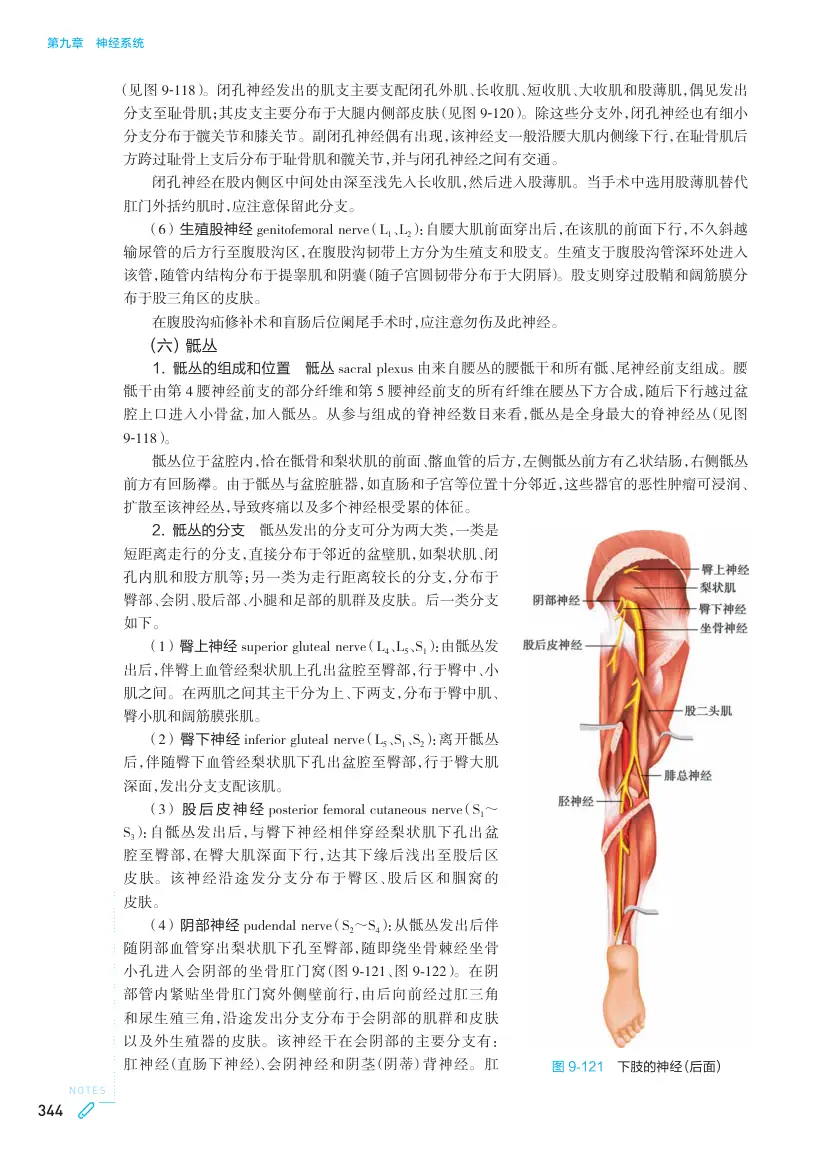 第九章　神经系统
（见图 9-118）。闭孔神经发出的肌支主要支配闭孔外肌、长收肌、短收肌、大收肌和股薄肌，偶见发出
分支至耻骨肌；其皮支主要分布于大腿内侧部皮肤（见图 9-120）。除这些分支外，闭孔神经也有细小
分支分布于髋关节和膝关节。副闭孔神经偶有出现，该神经支一般沿腰大肌内侧缘下行，在耻骨肌后
方跨过耻骨上支后分布于耻骨肌和髋关节，并与闭孔神经之间有交通。
闭孔神经在股内侧区中间处由深至浅先入长收肌，然后进入股薄肌。当手术中选用股薄肌替代
肛门外括约肌时，应注意保留此分支。
（6）生殖股神经 genitofemoral nerve（L1、L2）：自腰大肌前面穿出后，在该肌的前面下行，不久斜越
输尿管的后方行至腹股沟区，在腹股沟韧带上方分为生殖支和股支。生殖支于腹股沟管深环处进入
该管，随管内结构分布于提睾肌和阴囊（随子宫圆韧带分布于大阴唇）。股支则穿过股鞘和阔筋膜分
布于股三角区的皮肤。
在腹股沟疝修补术和盲肠后位阑尾手术时，应注意勿伤及此神经。
（六）骶丛
1. 骶丛的组成和位置　骶丛 sacral plexus 由来自腰丛的腰骶干和所有骶、尾神经前支组成。腰
骶干由第 4 腰神经前支的部分纤维和第 5 腰神经前支的所有纤维在腰丛下方合成，随后下行越过盆
腔上口进入小骨盆，加入骶丛。从参与组成的脊神经数目来看，骶丛是全身最大的脊神经丛（见图
9-118）。
骶丛位于盆腔内，恰在骶骨和梨状肌的前面、髂血管的后方，左侧骶丛前方有乙状结肠，右侧骶丛
前方有回肠襻。由于骶丛与盆腔脏器，如直肠和子宫等位置十分邻近，这些器官的恶性肿瘤可浸润、
扩散至该神经丛，导致疼痛以及多个神经根受累的体征。
2. 骶丛的分支　骶丛发出的分支可分为两大类，一类是
短距离走行的分支，直接分布于邻近的盆壁肌，如梨状肌、闭
孔内肌和股方肌等；另一类为走行距离较长的分支，分布于
臀部、会阴、股后部、小腿和足部的肌群及皮肤。后一类分支
如下。
（1）臀上神经 superior gluteal nerve（L4、L5、S1）：由骶丛发
出后，伴臀上血管经梨状肌上孔出盆腔至臀部，行于臀中、小
肌之间。在两肌之间其主干分为上、下两支，分布于臀中肌、
臀小肌和阔筋膜张肌。
（2）臀下神经 inferior gluteal nerve（L5、S1、S2）：离开骶丛
后，伴随臀下血管经梨状肌下孔出盆腔至臀部，行于臀大肌
深面，发出分支支配该肌。
（3）股后皮神经 posterior femoral cutaneous nerve（S1～
S3）：自骶丛发出后，与臀下神经相伴穿经梨状肌下孔出盆
腔至臀部，在臀大肌深面下行，达其下缘后浅出至股后区
皮肤。该神经沿途发分支分布于臀区、股后区和腘窝的
皮肤。
（4）阴部神经 pudendal nerve（S2～S4）：从骶丛发出后伴
随阴部血管穿出梨状肌下孔至臀部，随即绕坐骨棘经坐骨
小孔进入会阴部的坐骨肛门窝（图 9-121、图 9-122）。在阴
部管内紧贴坐骨肛门窝外侧壁前行，由后向前经过肛三角
和尿生殖三角，沿途发出分支分布于会阴部的肌群和皮肤
以及外生殖器的皮肤。该神经干在会阴部的主要分支有：
肛神经（直肠下神经）、会阴神经和阴茎（阴蒂）背神经。肛
臀上神经
梨状肌
阴部神经
臀下神经
坐骨神经
股后皮神经
股二头肌
腓总神经
胫神经
图 9-121　下肢的神经（后面）
NOTES
344